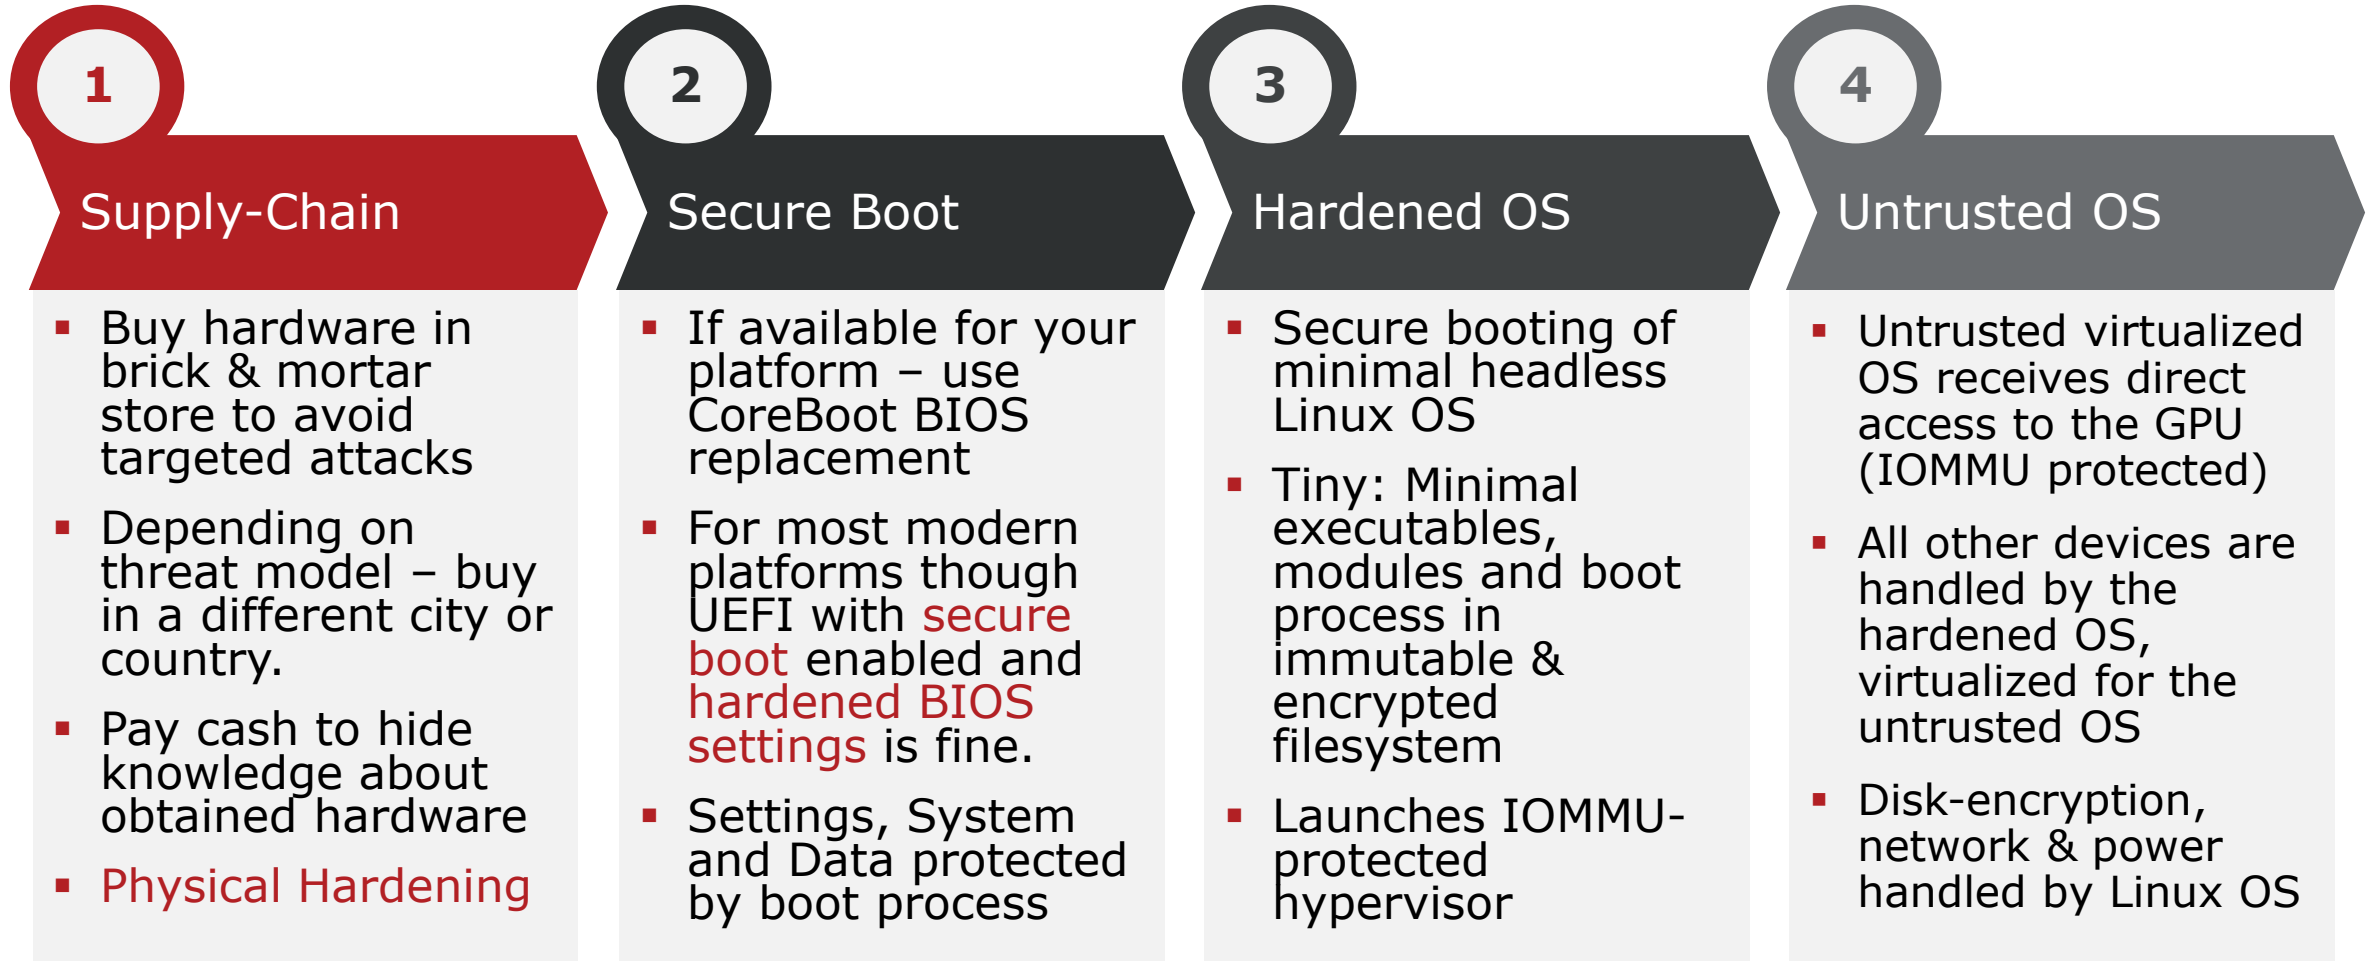 1
Supply-Chain
▪ Buy hardware in
brick & mortar
store to avoid
targeted attacks
▪ Depending on
threat model – buy
in a different city or
country.
▪ Pay cash to hide
knowledge about
obtained hardware
▪ Physical Hardening
2
Secure Boot
▪ If available for your
platform – use
CoreBoot BIOS
replacement
▪ For most modern
platforms though
UEFI with secure
boot enabled and
hardened BIOS
settings is fine.
▪ Settings, System
and Data protected
by boot process
3
Hardened OS
▪ Secure booting of
minimal headless
Linux OS
▪ Tiny: Minimal
executables,
modules and boot
process in
immutable &
encrypted
filesystem
▪ Launches IOMMU-
protected
hypervisor
4
Untrusted OS
▪ Untrusted virtualized
OS receives direct
access to the GPU
(IOMMU protected)
▪ All other devices are
handled by the
hardened OS,
virtualized for the
untrusted OS
▪ Disk-encryption,
network & power
handled by Linux OS